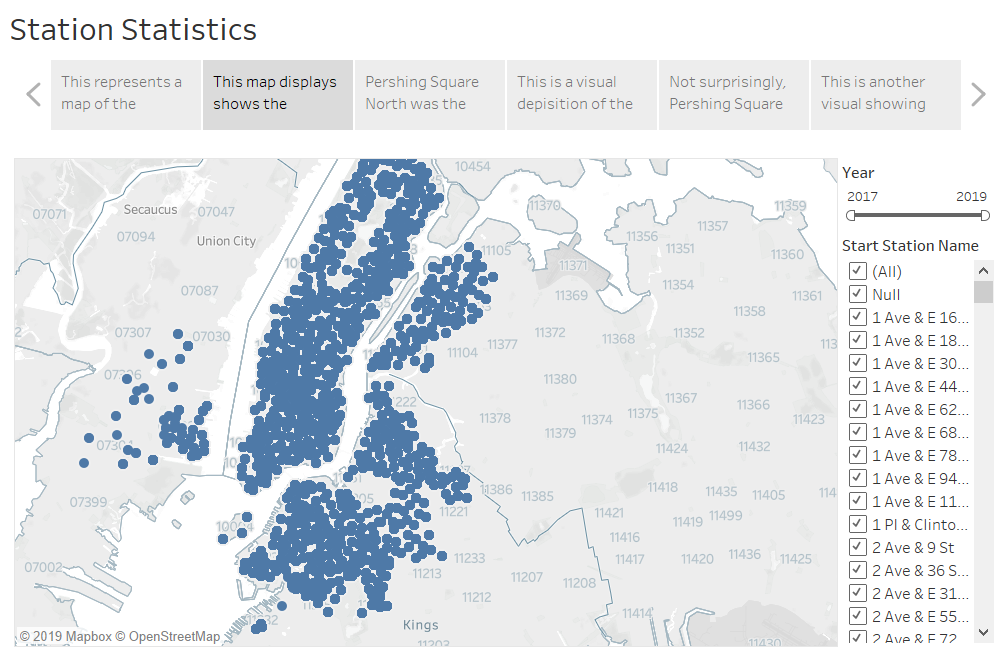 Station Statistics
This represents a
map of the
This map displays
shows the
Pershing Square
North was the
This is a visual
depisition of the
Not surprisingly,
Pershing Square
This is another
visual showing
Year
2017
2019
Start Station Name
(All)
Null
1 Ave & E 16...
1 Ave & E 18...
1 Ave & E 30...
1 Ave & E 44...
1 Ave & E 62...
1 Ave & E 68...
1 Ave & E 78...
1 Ave & E 94...
1 Ave & E 11...
1 Pl & Clinto...
2 Ave & 9 St
2 Ave & 36 S...
2 Ave & E 31...
2 Ave & E 55...
2 Ave & E 72
10454
11370
11359
07071
Secaucus
07047
07094
Union City
11357
11356
11351
11360
11105
11371
11354
07087
11369
11361
11358
07307
07030
11372
11368
11352
11377
11104
11365
11380
11367
11366
11378
11374
11375
11423
11379
11424
11432
11386
11385
11418
11435
11405
07399
11421
11499
11419
11221
11416
11436
11417
11420
11425
11233
07002
11213
11207
11208
11212
11414
Kings
11203
11430
© 2019 Mapbox © OpenStreetMap